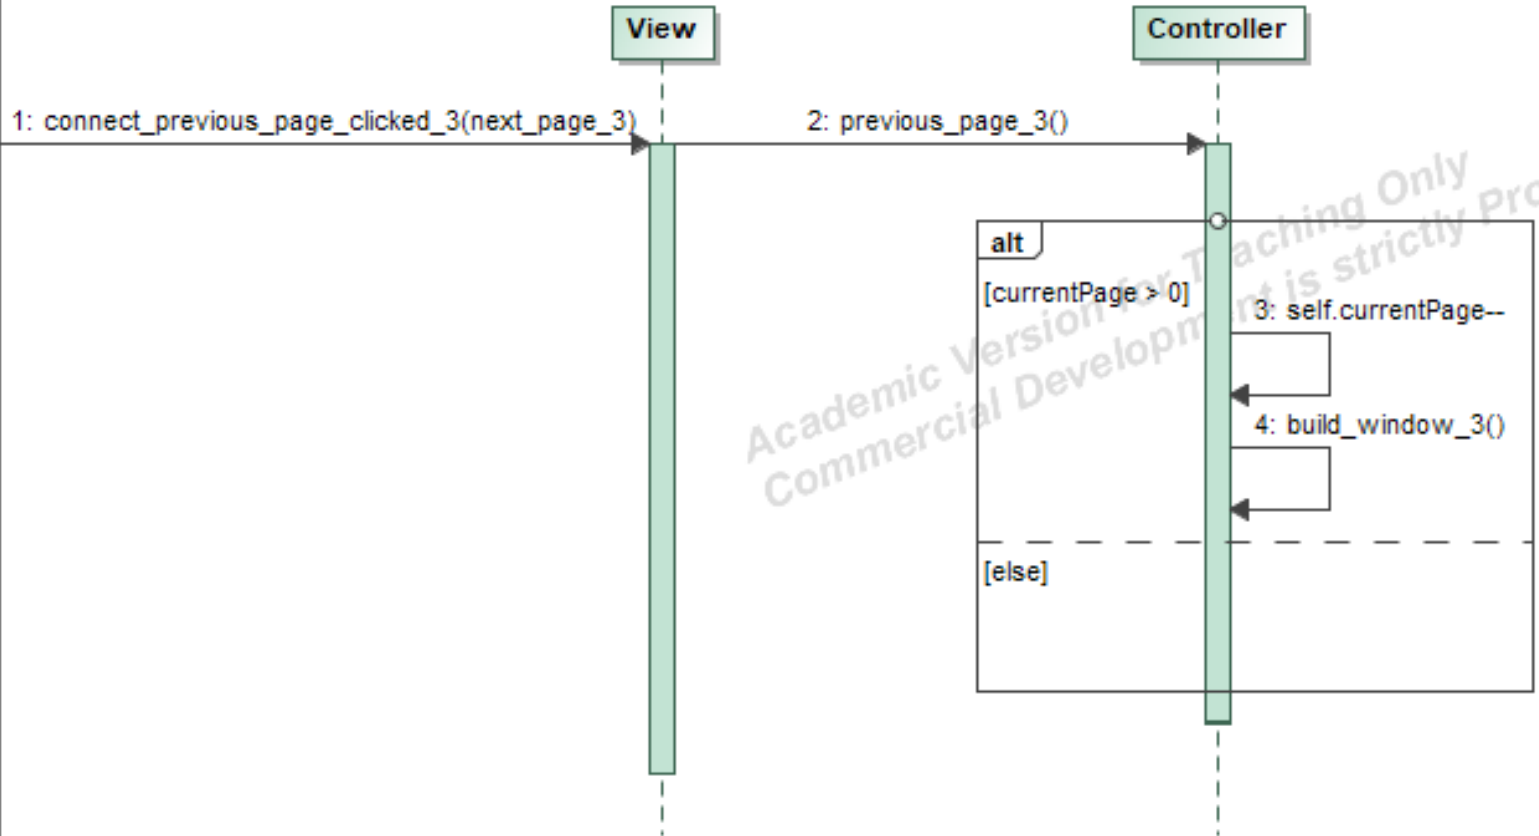 View
Controller
1: connect_previous_page_clicked_3(next_page_3)
2: previous_page_3()
alt
[currentPage > 0]
3: self.currentPage--
4: build_window_3()
[else]
Academic Version for Teaching Only
Commercial Development is strictly Pro